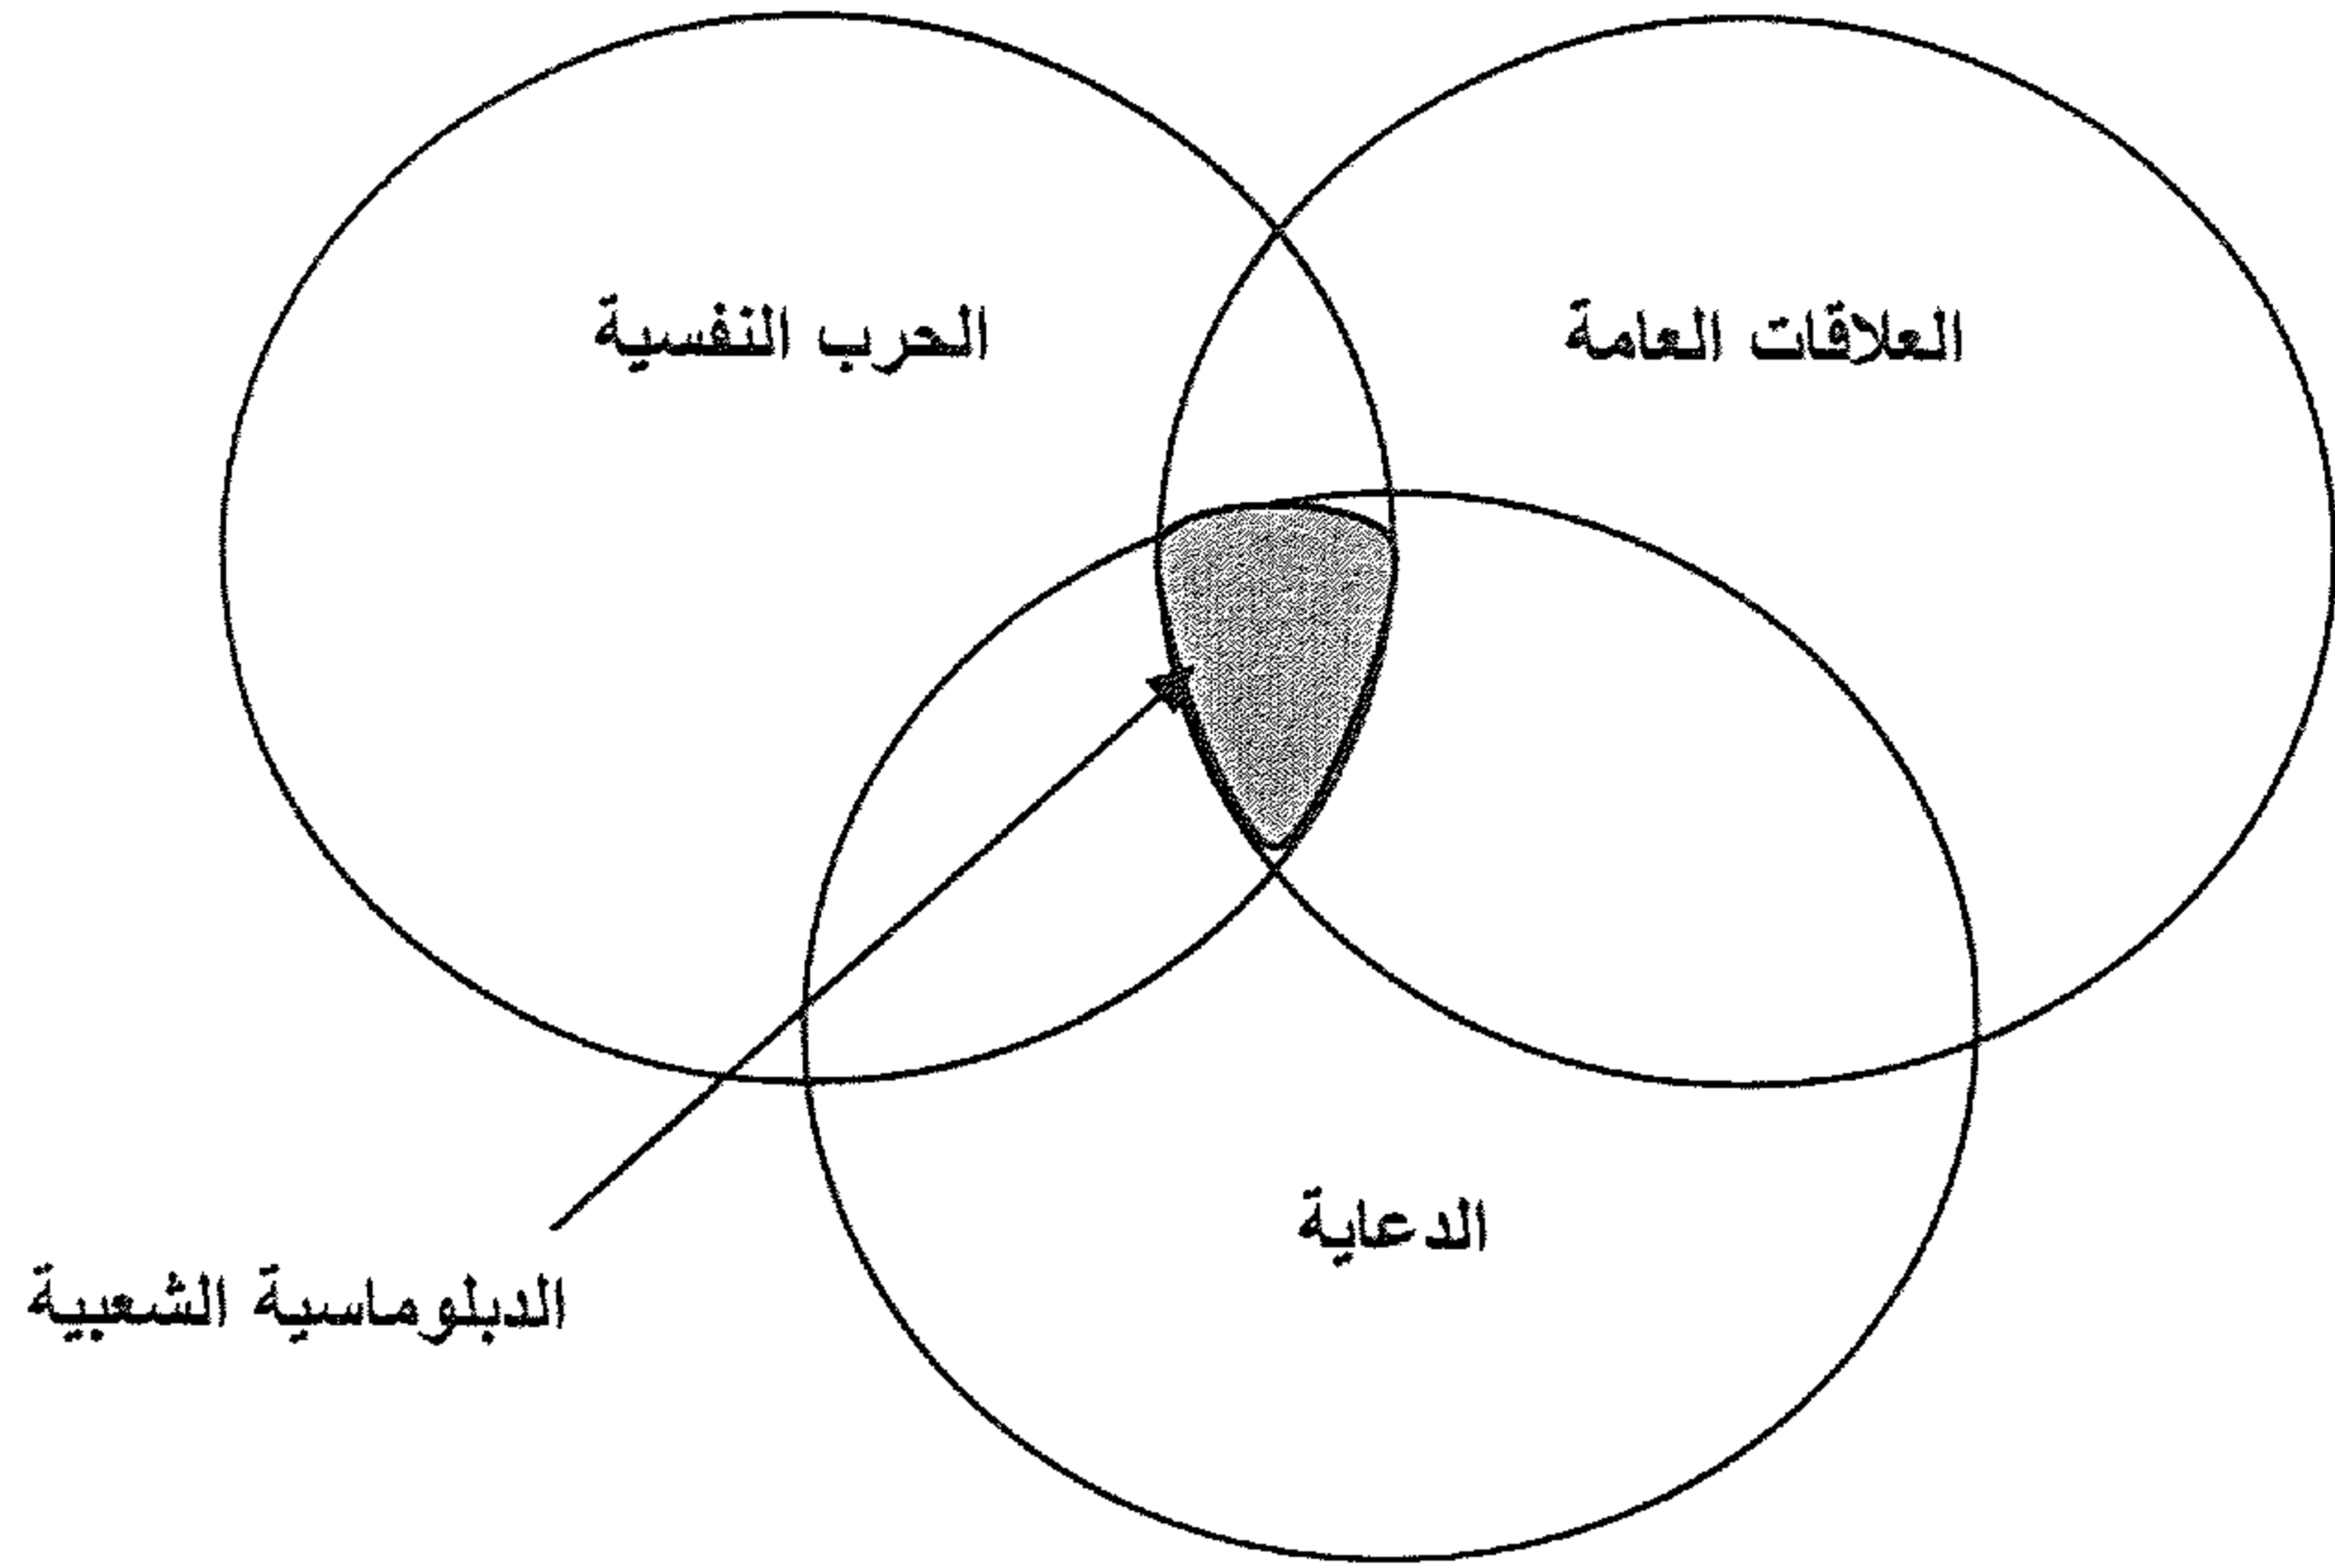 العلاقات العامة
الحرب النفسية
الدعاية
الدبلوماسية الشعبية